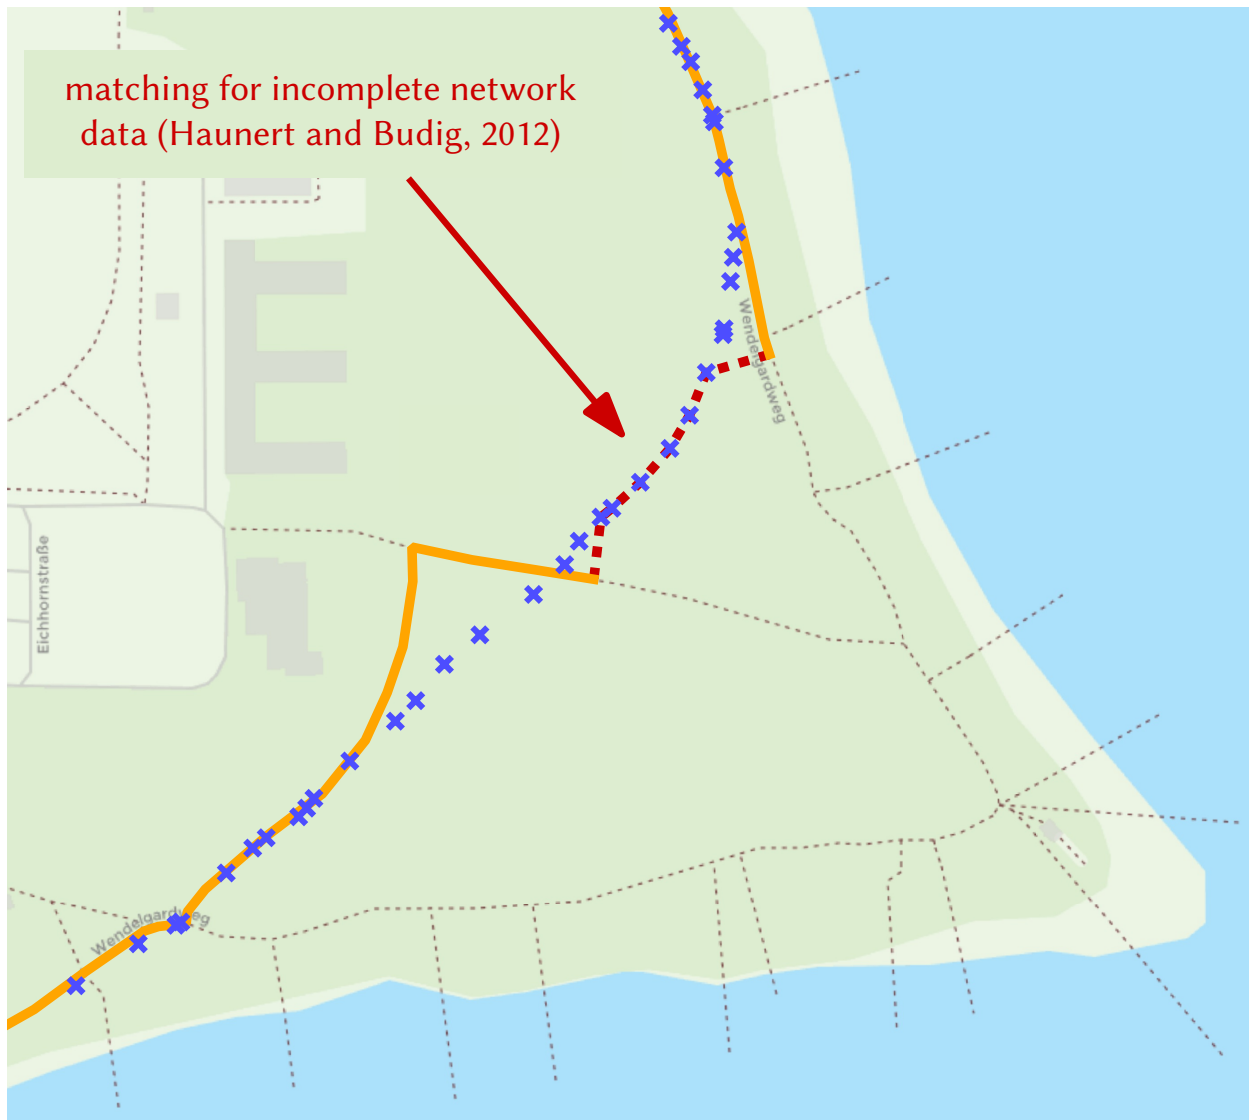 matching for incomplete network
data (Haunert and Budig, 2012)
Wendelgardweg
Eichhornstraße
Wendelgardweg